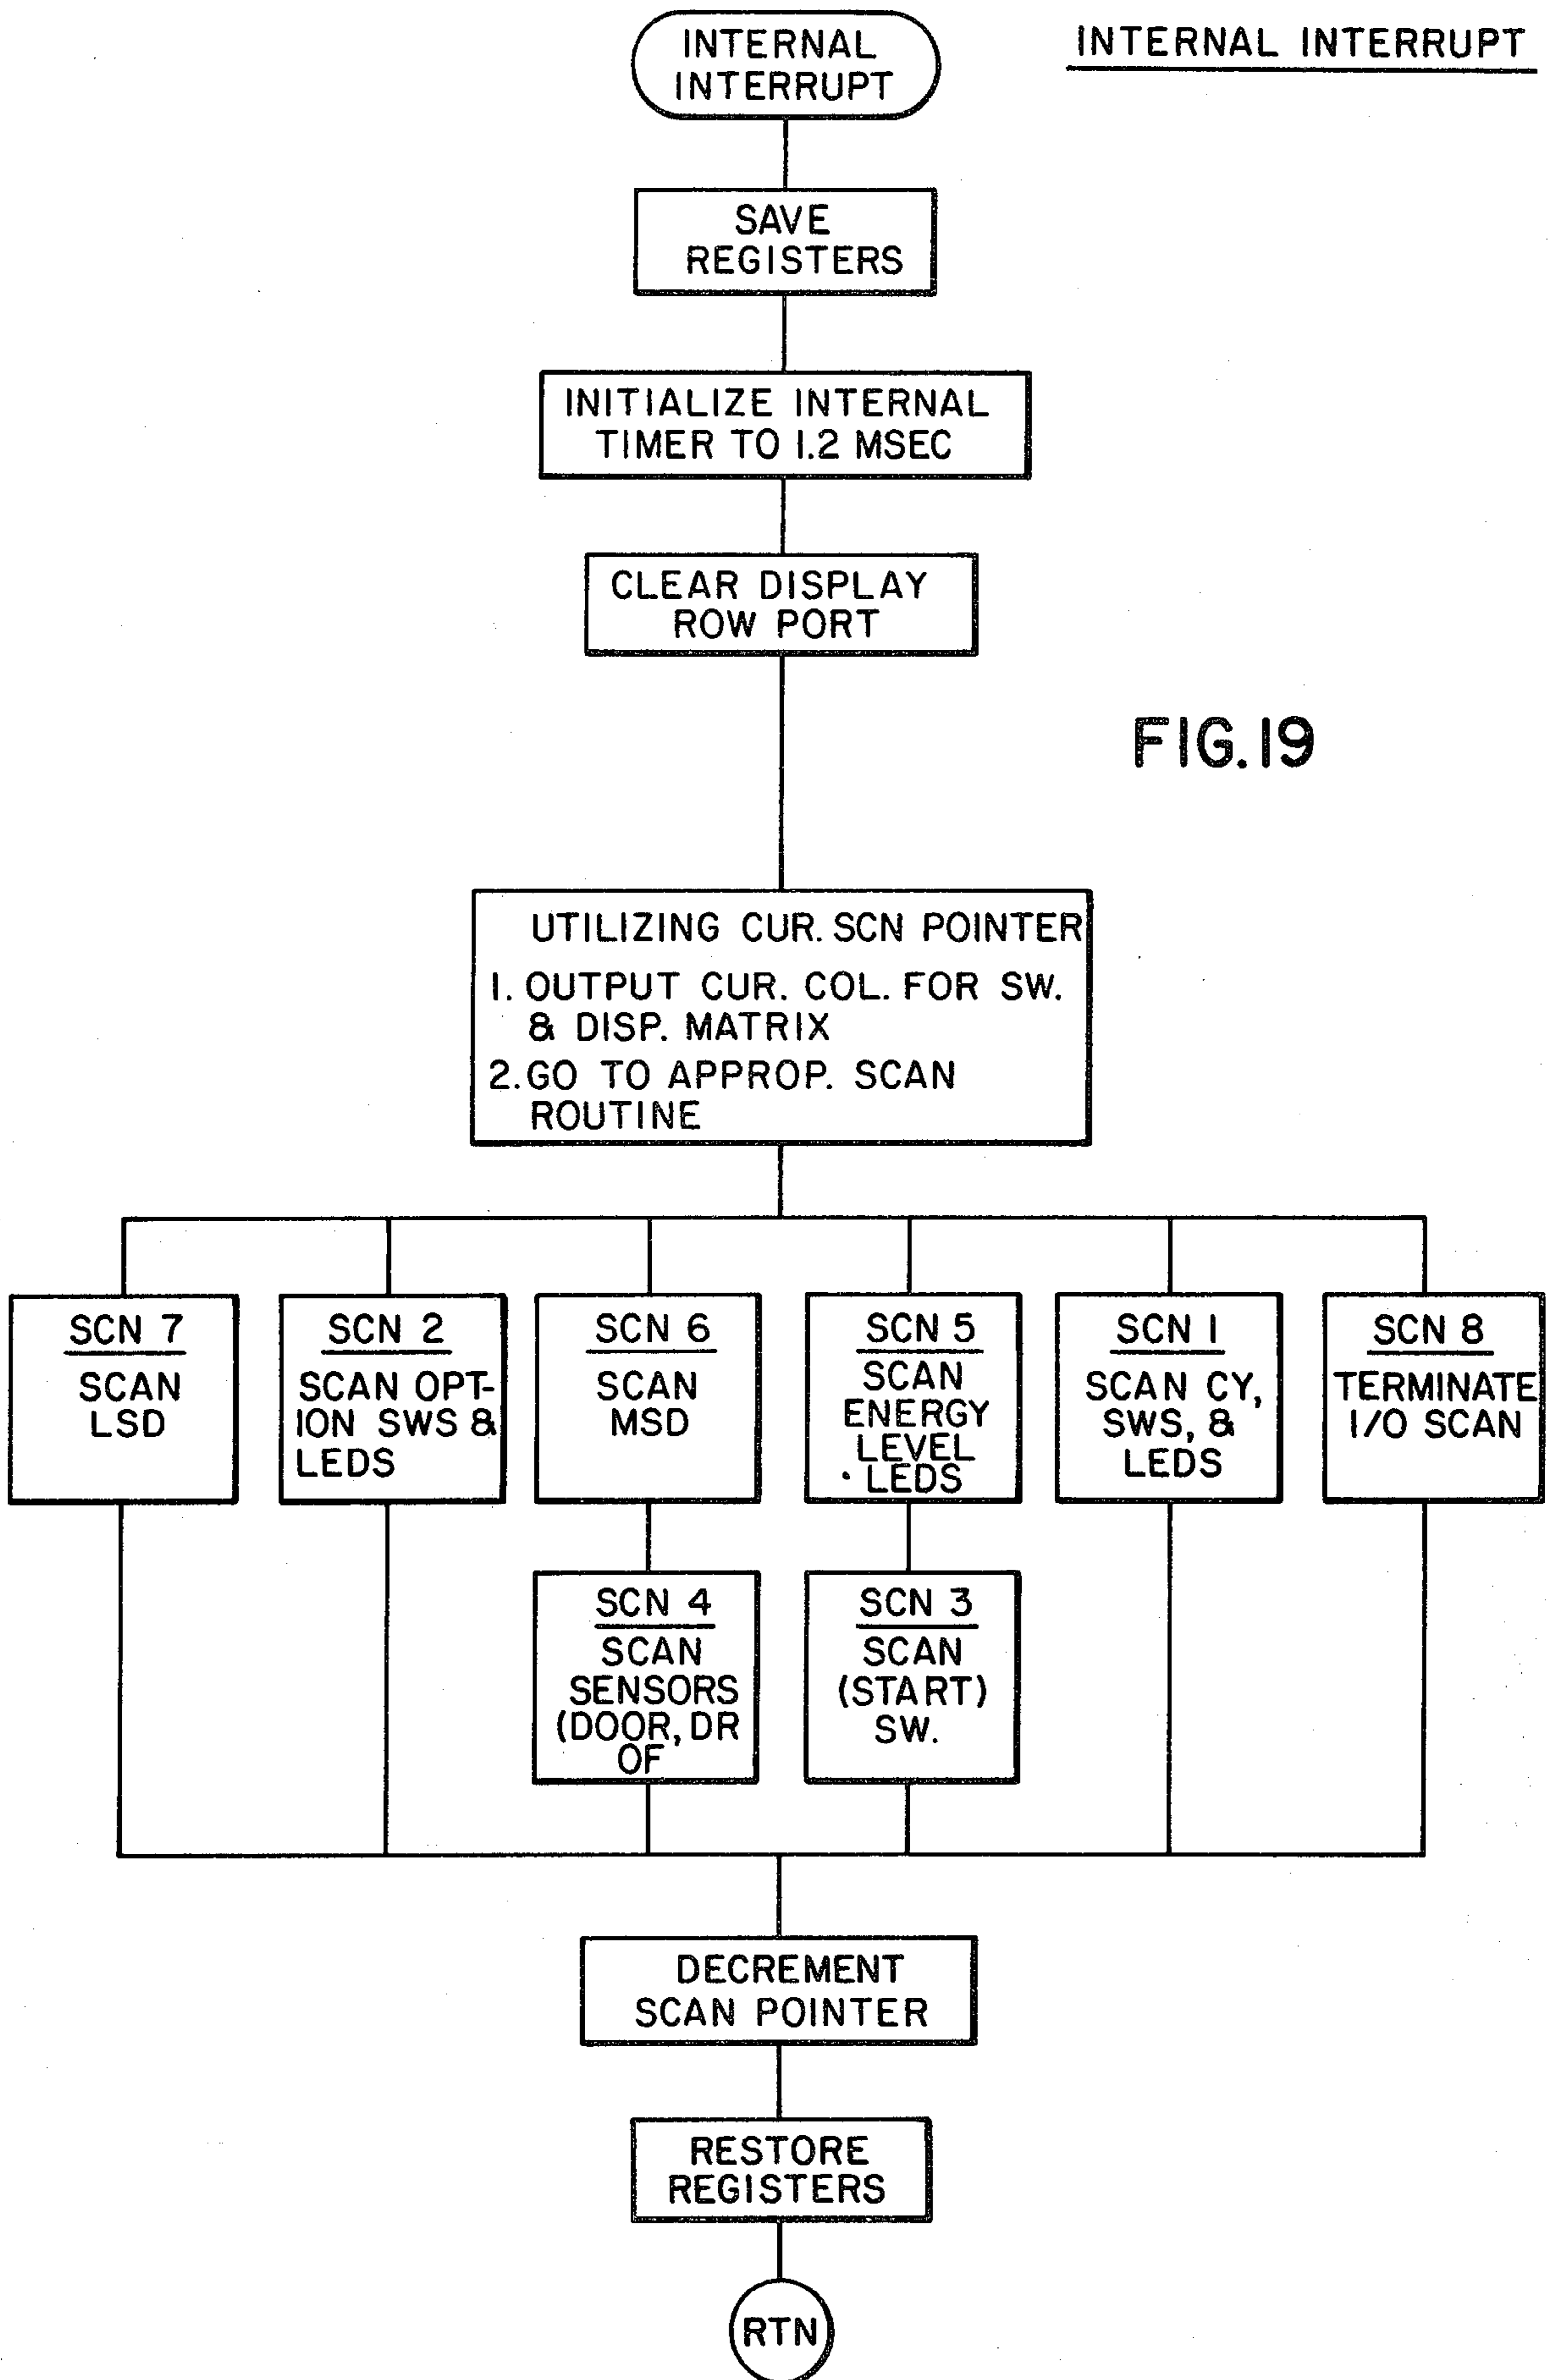 INTERNAL
INTERRUPT
INTERNAL INTERRUPT
SAVE
REGISTERS
INITIALIZE INTERNAL
TIMER TO 1.2 MSEC
CLEAR DISPLAY
ROW PORT
FIG. 19
UTILIZING CUR. SCN POINTER
1. OUTPUT CUR. COL. FOR SW.
& DISP. MATRIX
2. GO TO APPROP. SCAN
ROUTINE
SCN 7
SCAN
LSD
SCN 2
SCAN OPT-
ION SWS &
LEDS
SCN 6
SCAN
MSD
SCN 5
SCAN
ENERGY
LEVEL
LEDS
SCN 1
SCAN CY,
SWS, &
LEDS
SCN 8
TERMINATE
I/O SCAN
SCN 4
SCAN
SENSORS
(DOOR, DR
OF
SCN 3
SCAN
(START)
SW.
DECREMENT
SCAN POINTER
RESTORE
REGISTERS
RTN